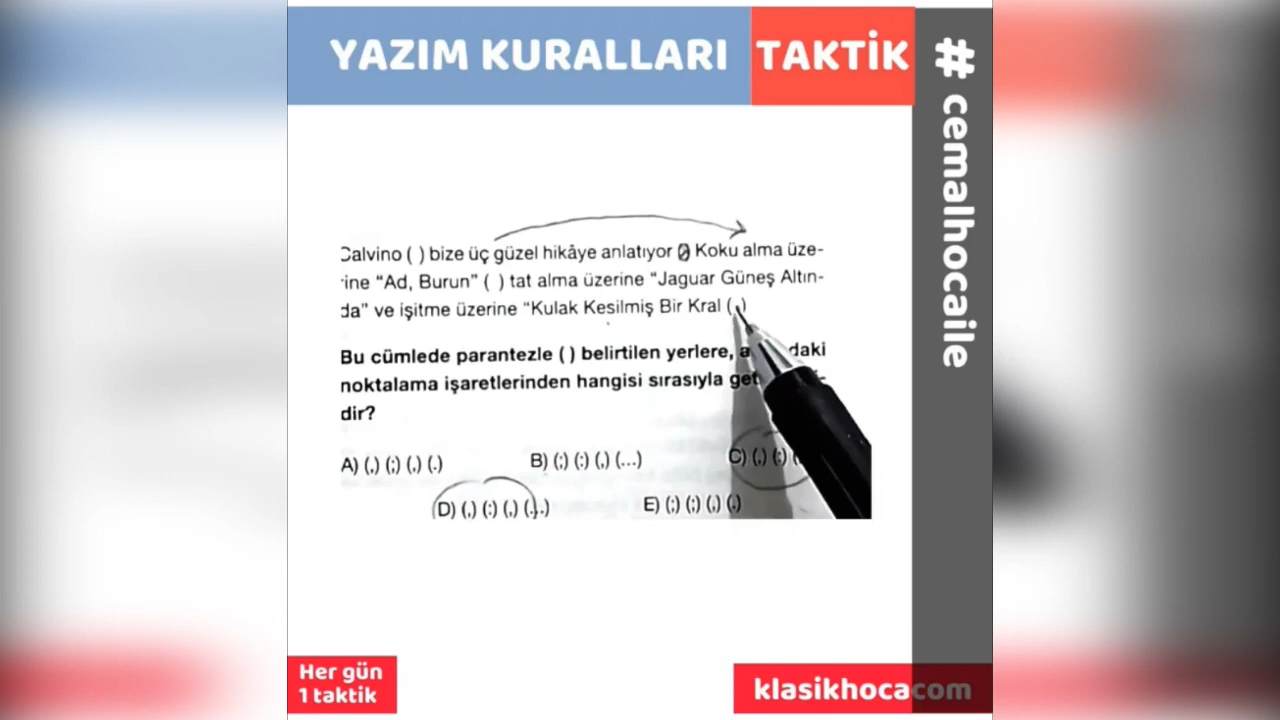 YAZIM KURALLARI TAKTİK
# cemalhocaile
Calvino ( ) bize üç güzel hikâye anlatıyor (:) Koku alma üze-
rine “Ad, Burun” ( ) tat alma üzerine “Jaguar Güneş Altın-
da” ve işitme üzerine “Kulak Kesilmiş Bir Kral (.)
Bu cümlede parantezle ( ) belirtilen yerlere, daki
noktalama işaretlerinden hangisi sırasıyla
dir?
A) (,) (;) (,) (.)
B) (;) (:) (,) (...)
C) (,) (:)
D) (,) (:) (,) (...)
E) (;) (;) (,) (.)
Her gün
1 taktik
klasikhocacom